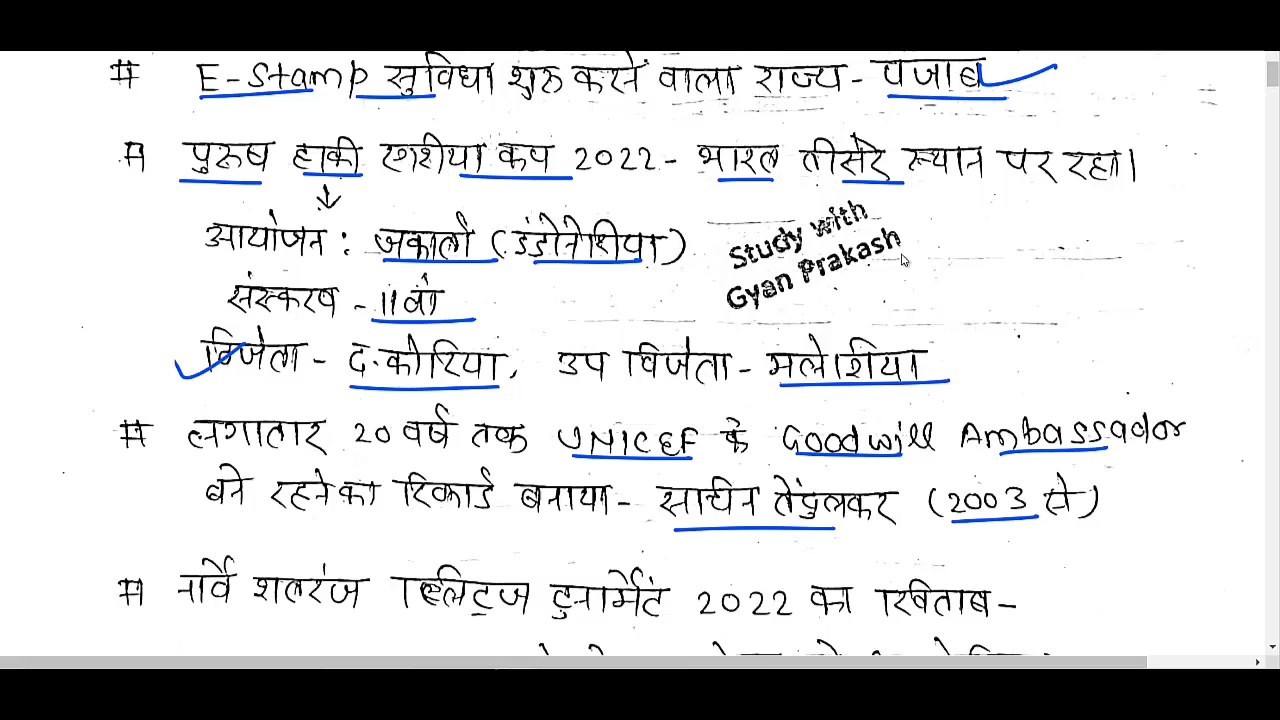 # E-Stamp सुविधा शुरू करने वाला राज्य - पंजाब
# पुरुष हाकी एशिया कप 2022 - भारत तीसरे स्थान पर रहा।
आयोजन : जकार्ता (इंडोनेशिया)
Study with
Gyan Prakash
संस्करण - 11वाँ
विजेता - द. कोरिया, उप विजेता - मलेशिया
# लगातार 20 वर्ष तक UNICEF के Goodwill Ambassador
बने रहने का रिकार्ड बनाया - सचिन तेंदुलकर (2003 से)
# नार्वे शतरंज ब्लिट्ज टुनार्मेंट 2022 का खिताब -